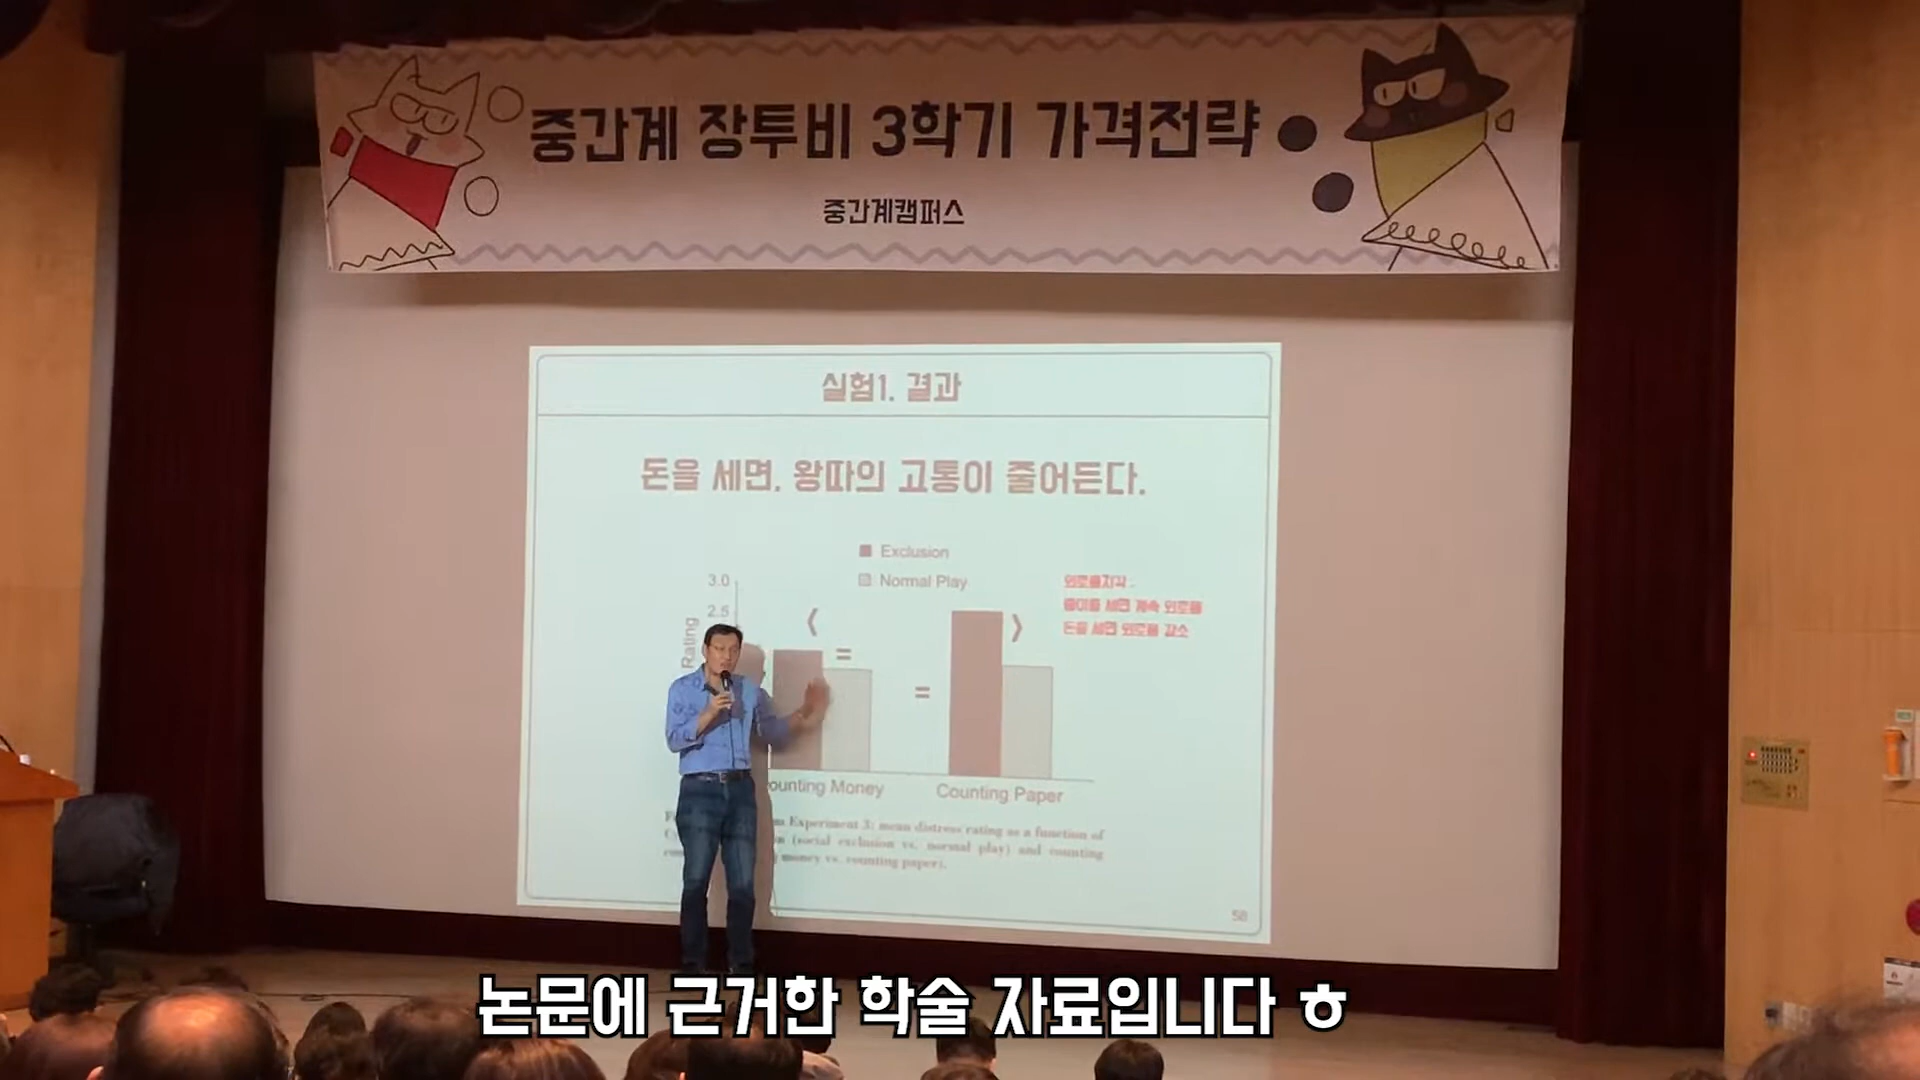 중간계 장투비 3학기 가격전략
중간계캠퍼스
실험1. 결과
돈을 세면, 왕따의 고통이 줄어든다.
Exclusion
Normal Play
3.0
2.5
Rating
외로움자각
종이를 세면 계속 외로움
돈을 세면 외로움 감소
=
=
ounting Money
Counting Paper
Experiment 3: mean distress rating as a function of
(social exclusion vs. normal play) and counting
money vs. counting paper).
58
논문에 근거한 학술 자료입니다 ㅎ